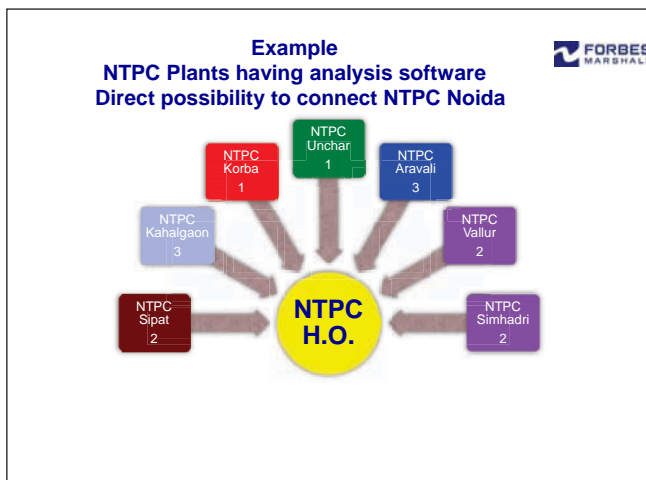 Example
NTPC Plants having analysis software
Direct possibility to connect NTPC Noida
FORBES
MARSHALL
NTPC
Unchar
1
NTPC
Korba
1
NTPC
Aravali
3
NTPC
Kahalgaon
3
NTPC
Vallur
2
NTPC
Sipat
2
NTPC
H.O.
NTPC
Simhadri
2